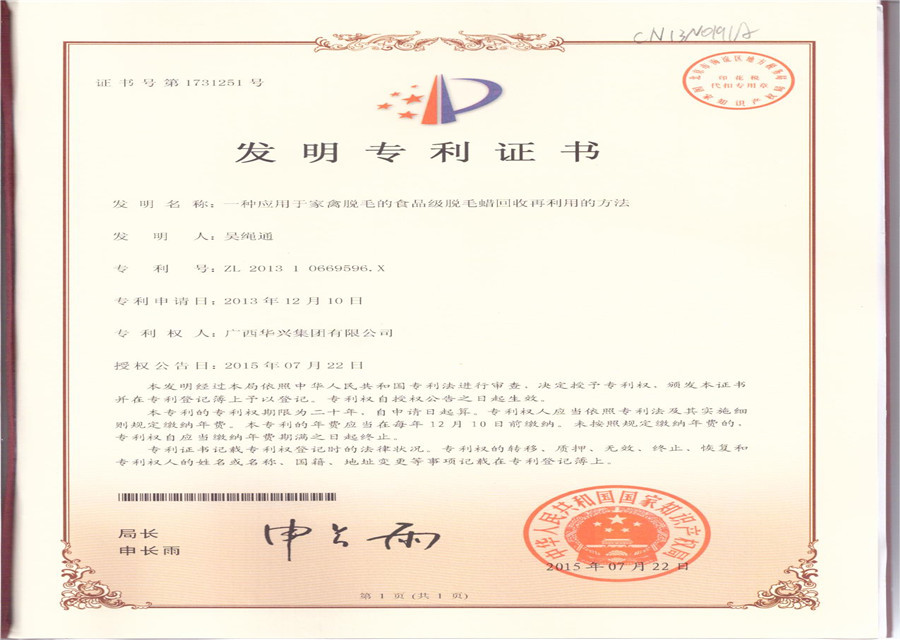 CN13N0191A
证书号第1731251号
印花税
代扣专用章
发明专利证书
发明名称：一种应用于家禽脱毛的食品级脱毛蜡回收再利用的方法
发明人：吴绳通
专利号：ZL 2013 1 0669596.X
专利申请日：2013年12月10日
专利权人：广西华兴集团有限公司
授权公告日：2015年07月22日
本发明经过本局依照中华人民共和国专利法进行审查，决定授予专利权，颁发本证书
并在专利登记簿上予以登记。专利权自授权公告之日起生效。
本专利的专利权期限为二十年，自申请日起算。专利权人应当依照专利法及其实施细
则规定缴纳年费。本专利的年费应当在每年12月10日前缴纳。未按照规定缴纳年费的，
专利权自应当缴纳年费期满之日起终止。
专利证书记载专利权登记时的法律状况。专利权的转移、质押、无效、终止、恢复和
专利权人的姓名或名称、国籍、地址变更等事项记载在专利登记簿上。
局长
申长雨
申长雨
中华人民共和国国家知识产权局
2015年07月22日
第1页（共1页）